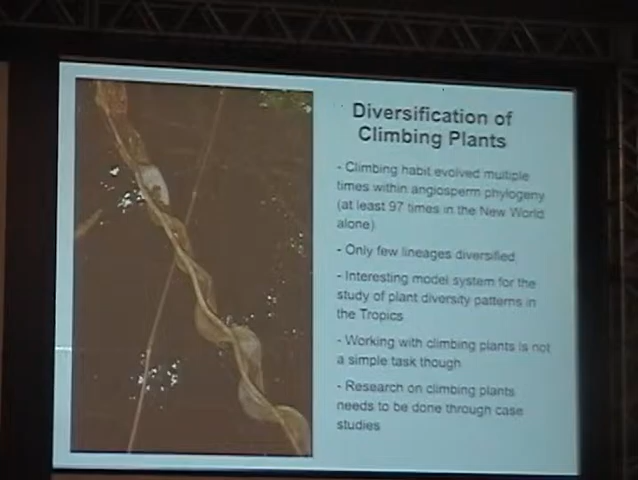 Diversification of
Climbing Plants
- Climbing habit evolved multiple
times within angiosperm phylogeny
(at least 97 times in the New World
alone)
- Only few lineages diversified
- Interesting model system for the
study of plant diversity patterns in
the Tropics
- Working with climbing plants is not
a simple task though
- Research on climbing plants
needs to be done through case
studies